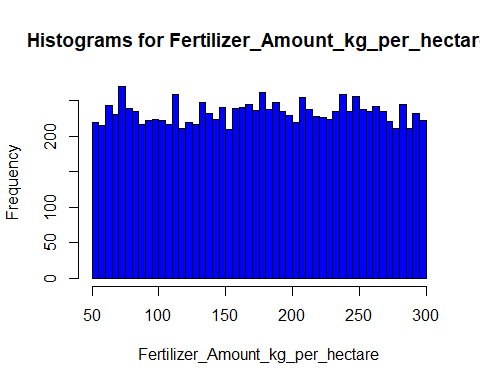 Histograms for Fertilizer_Amount_kg_per_hectare
Frequency
200
100
50
0
50 100 150 200 250 300
Fertilizer_Amount_kg_per_hectare